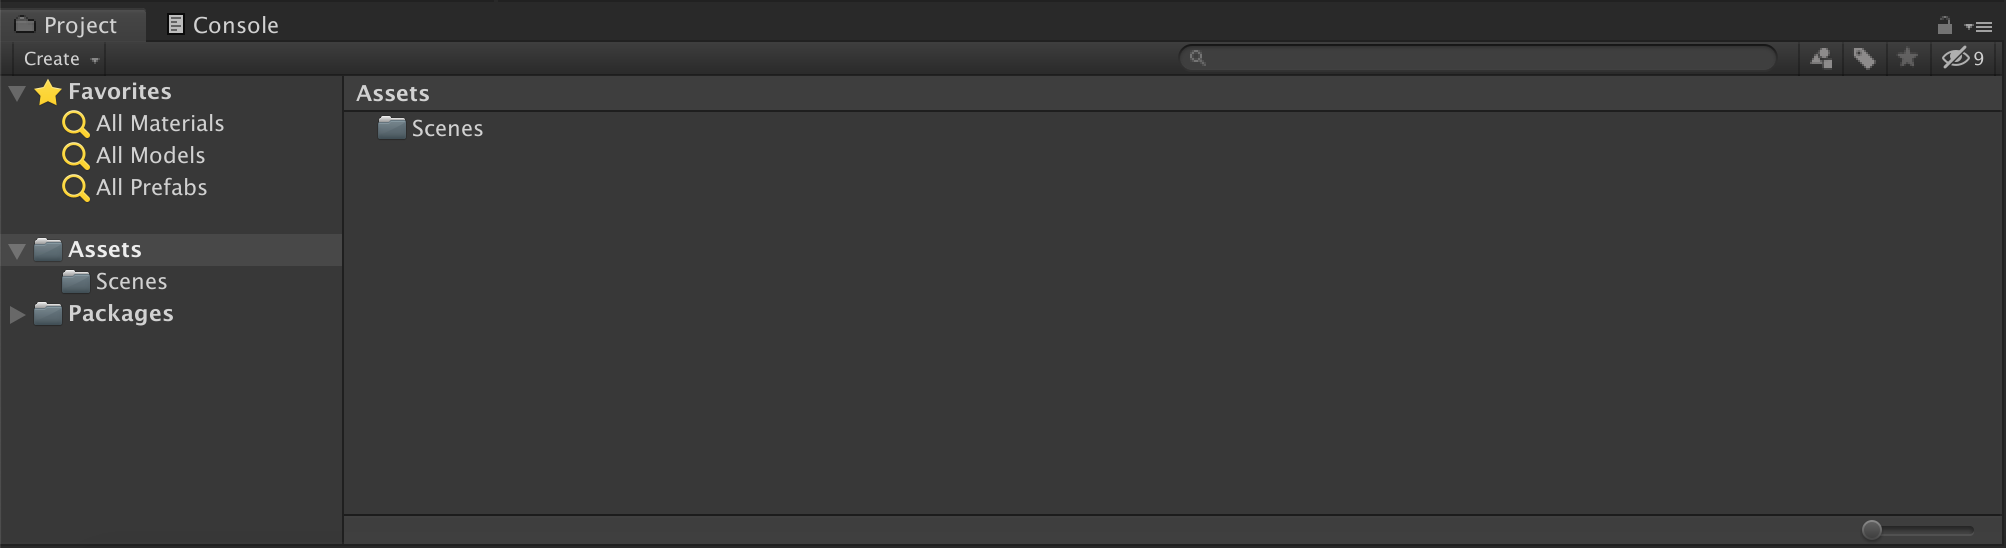 Project Console
Create
9
Favorites
All Materials
All Models
All Prefabs
Assets
Scenes
Packages
Assets
Scenes